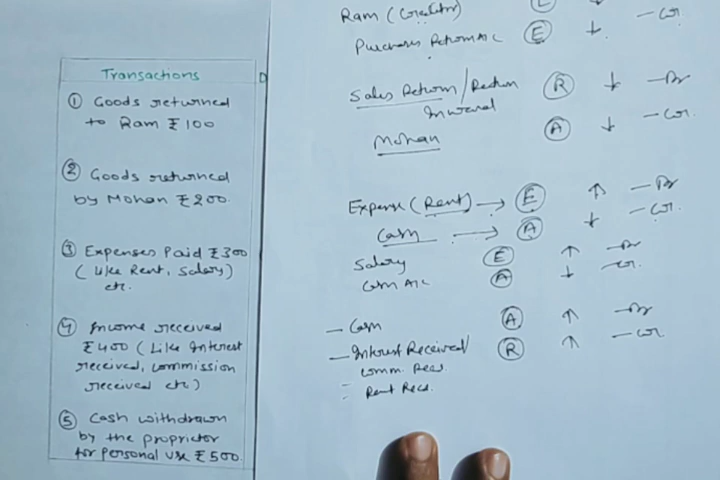 Transactions
① Goods returned
to Ram ₹100
② Goods returned
by Mohan ₹200.
③ Expenses Paid ₹300
(Like Rent, Salary)
etc.
④ Income received
₹400 (Like Interest
received, commission
received etc)
⑤ Cash withdrawn
by the proprietor
for personal use ₹500.
Ram (Creditor)
Purchases Return A/c Ⓔ ↓ — Cr.
Sales Return / Return Ⓡ ↓ — Dr
Inward
Mohan Ⓐ ↓ — Cr.
Expense (Rent) → Ⓔ ↑ — Dr
Cash → Ⓐ ↓ — Cr.
Salary Ⓔ ↑ — Dr
Cash A/c Ⓐ ↓ — Cr.
— Cash Ⓐ ↑ — Dr
— Interest Received/ Ⓡ ↑ — Cr.
Comm. Recd.
Rent Recd.